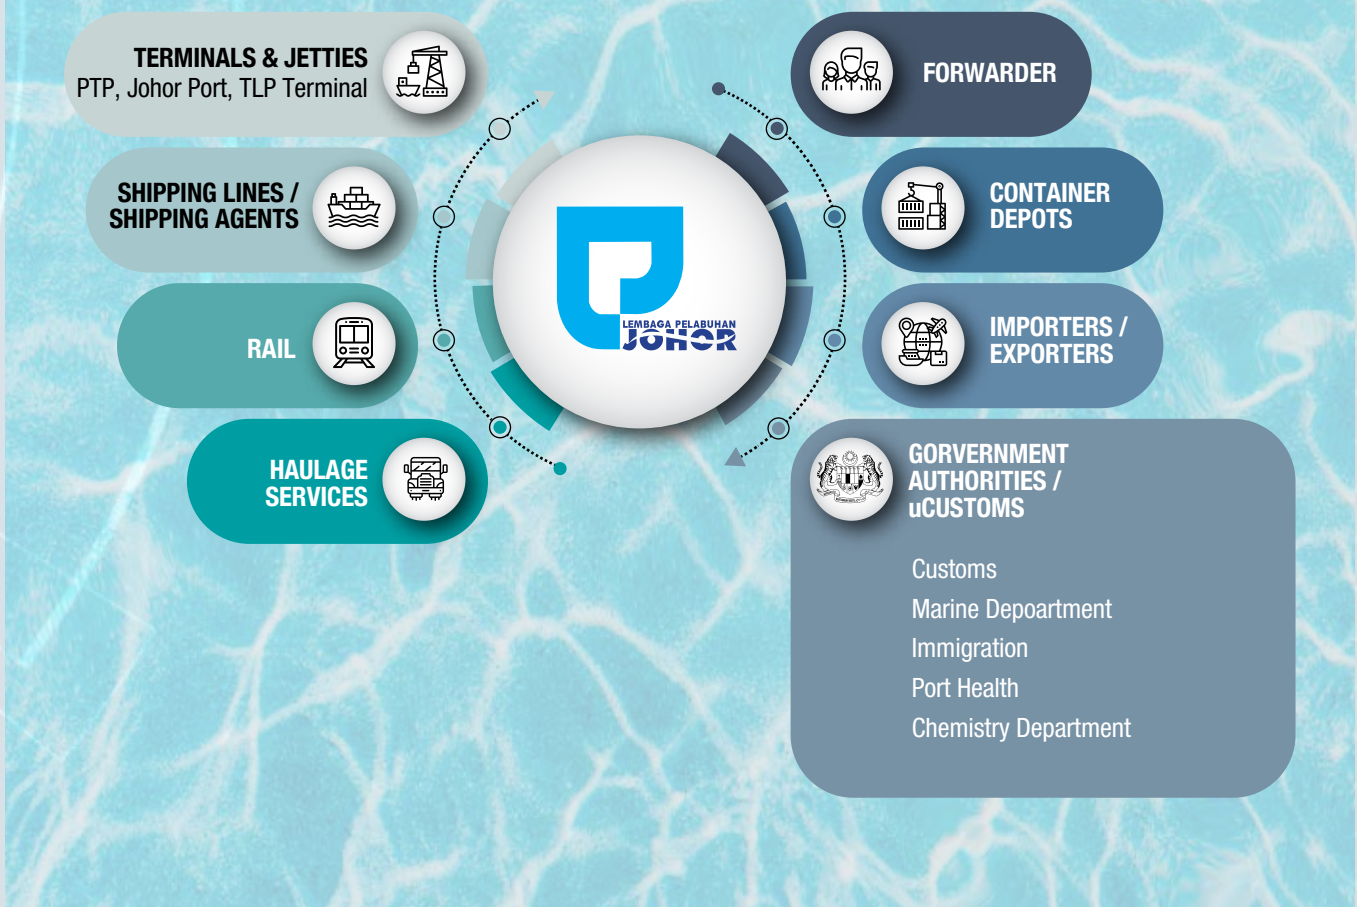 TERMINALS & JETTIES
PTP, Johor Port, TLP Terminal
SHIPPING LINES /
SHIPPING AGENTS
RAIL
HAULAGE
SERVICES
LEMBAGA PELABUHAN
JOHOR
FORWARDER
CONTAINER
DEPOTS
IMPORTERS /
EXPORTERS
GORVERNMENT
AUTHORITIES /
uCUSTOMS
Customs
Marine Depoartment
Immigration
Port Health
Chemistry Department